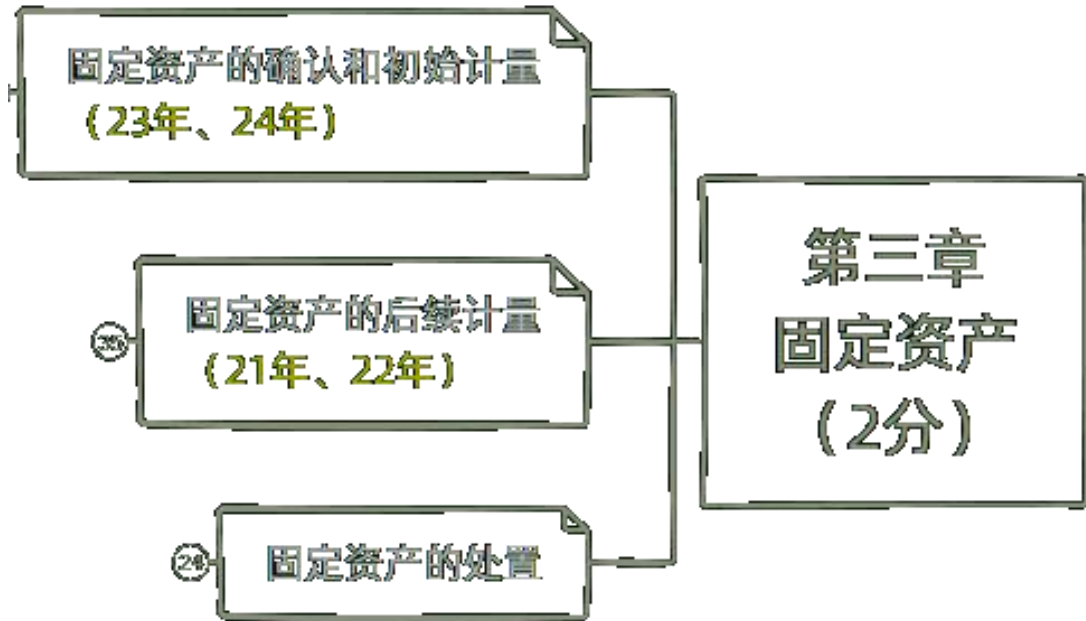 固定资产的确认和初始计量
（23年、24年）
固定资产的后续计量
（21年、22年）
35
固定资产的处置
24
第三章
固定资产
（2分）